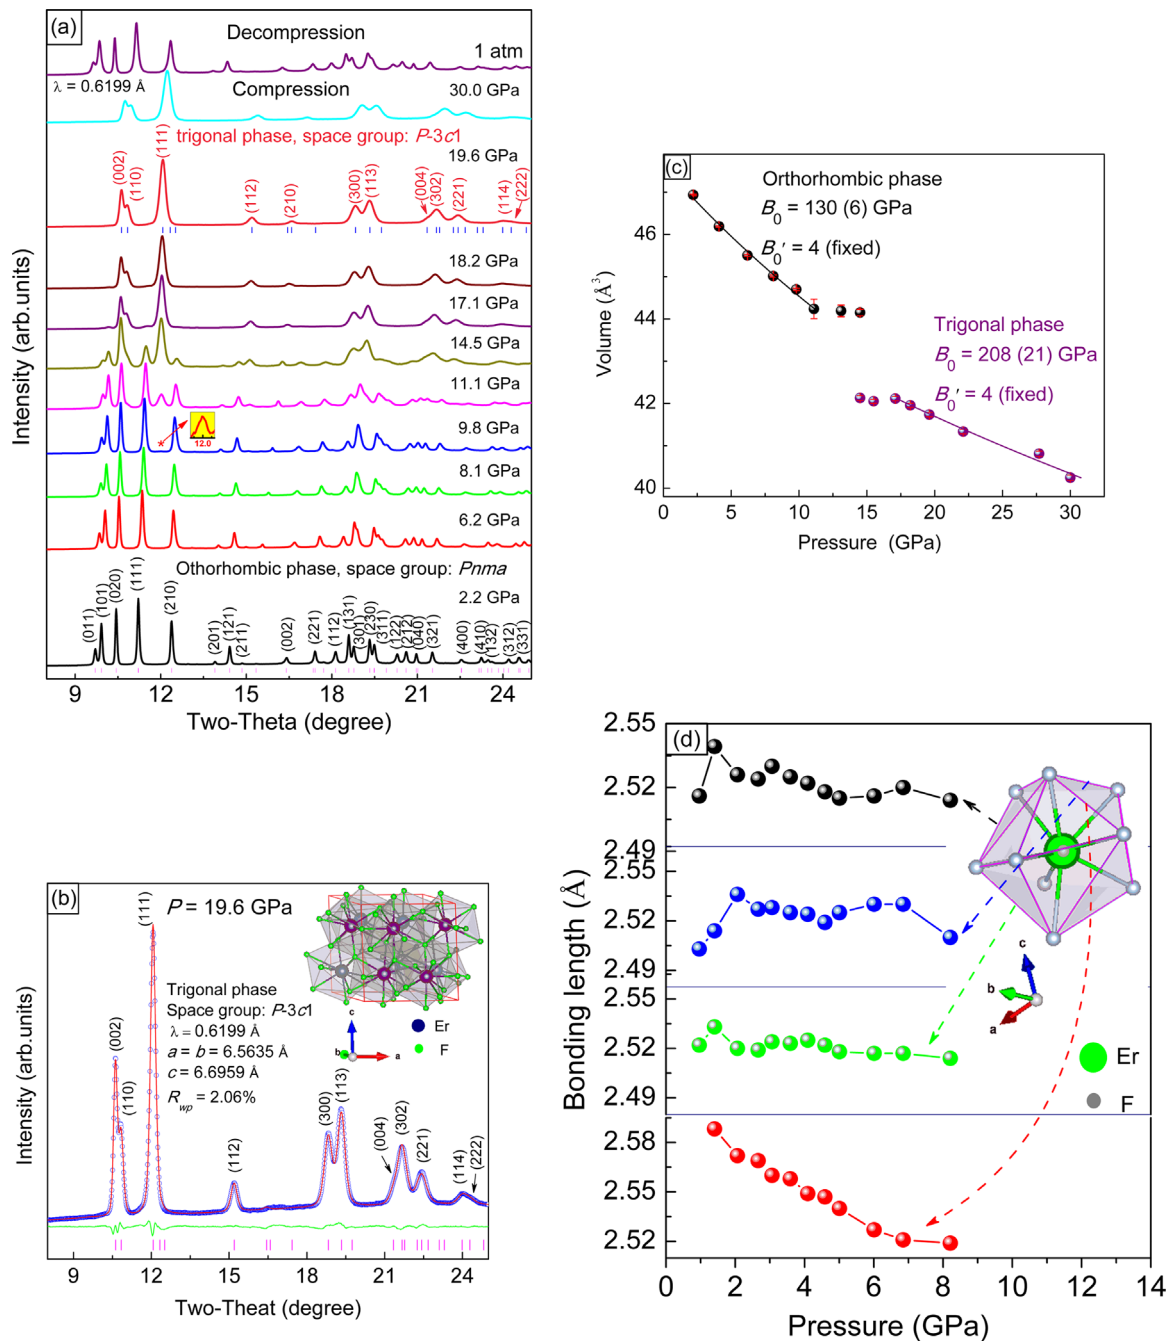 (a)
Decompression
1 atm
λ = 0.6199 Å
Compression
30.0 GPa
trigonal phase, space group: P-3c1
19.6 GPa
(002)
(110)
(111)
(112)
(210)
(300)
(113)
(004)
(302)
(221)
(114)
(222)
18.2 GPa
17.1 GPa
14.5 GPa
11.1 GPa
*
12.0
9.8 GPa
8.1 GPa
6.2 GPa
Othorhombic phase, space group: Pnma
2.2 GPa
(011)
(101)
(020)
(111)
(210)
(201)
(121)
(211)
(002)
(221)
(112)
(131)
(301)
(230)
(311)
(122)
(212)
(040)
(321)
(400)
(410)
(132)
(312)
(331)
9 12 15 18 21 24
Two-Theta (degree)
Intensity (arb.units)
(c)
Orthorhombic phase
B0 = 130 (6) GPa
B0′ = 4 (fixed)
Trigonal phase
B0 = 208 (21) GPa
B0′ = 4 (fixed)
46
44
42
40
0 5 10 15 20 25 30
Pressure (GPa)
Volume (Å3)
(b)
P = 19.6 GPa
(111)
Trigonal phase
Space group: P-3c1
λ = 0.6199 Å
a = b = 6.5635 Å
c = 6.6959 Å
Rwp = 2.06%
(002)
(110)
(112)
(300)
(113)
(004)
(302)
(221)
(114)
(222)
c
b
a
Er
F
9 12 15 18 21 24
Two-Theat (degree)
Intensity (arb.units)
(d)
2.55
2.52
2.49
2.55
2.52
2.49
2.55
2.52
2.49
2.58
2.55
2.52
c
b
a
Er
F
0 2 4 6 8 10 12 14
Pressure (GPa)
Bonding length (Å)